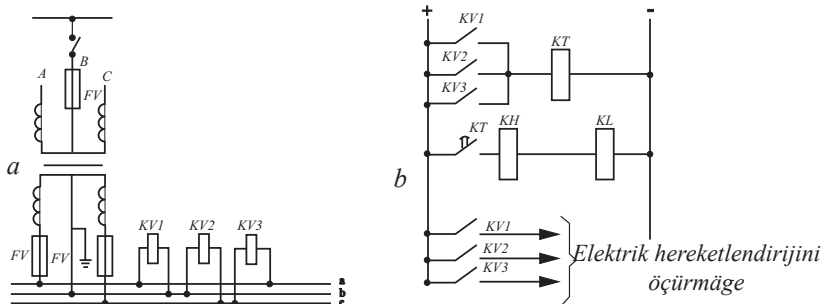 A
B
C
FV
a
FV
FV
KV1
KV2
KV3
a
b
c
+
-
KV1
KV2
KV3
KT
KT
KH
KL
b
KV1
KV2
KV3
Elektrik hereketlendirijini
öçürmäge